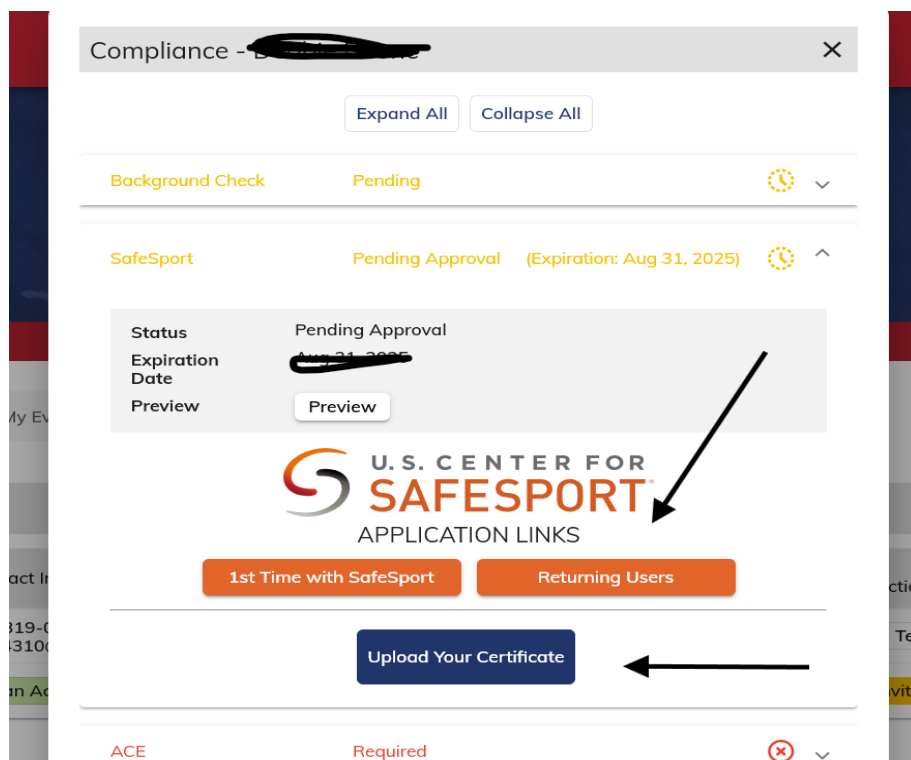 Compliance -
Expand All Collapse All
Background Check Pending
SafeSport Pending Approval (Expiration: Aug 31, 2025)
Status Pending Approval
Expiration
Date
Preview Preview
My Ev
U.S. CENTER FOR
SAFESPORT
APPLICATION LINKS
1st Time with SafeSport Returning Users
Upload Your Certificate
ACE Required